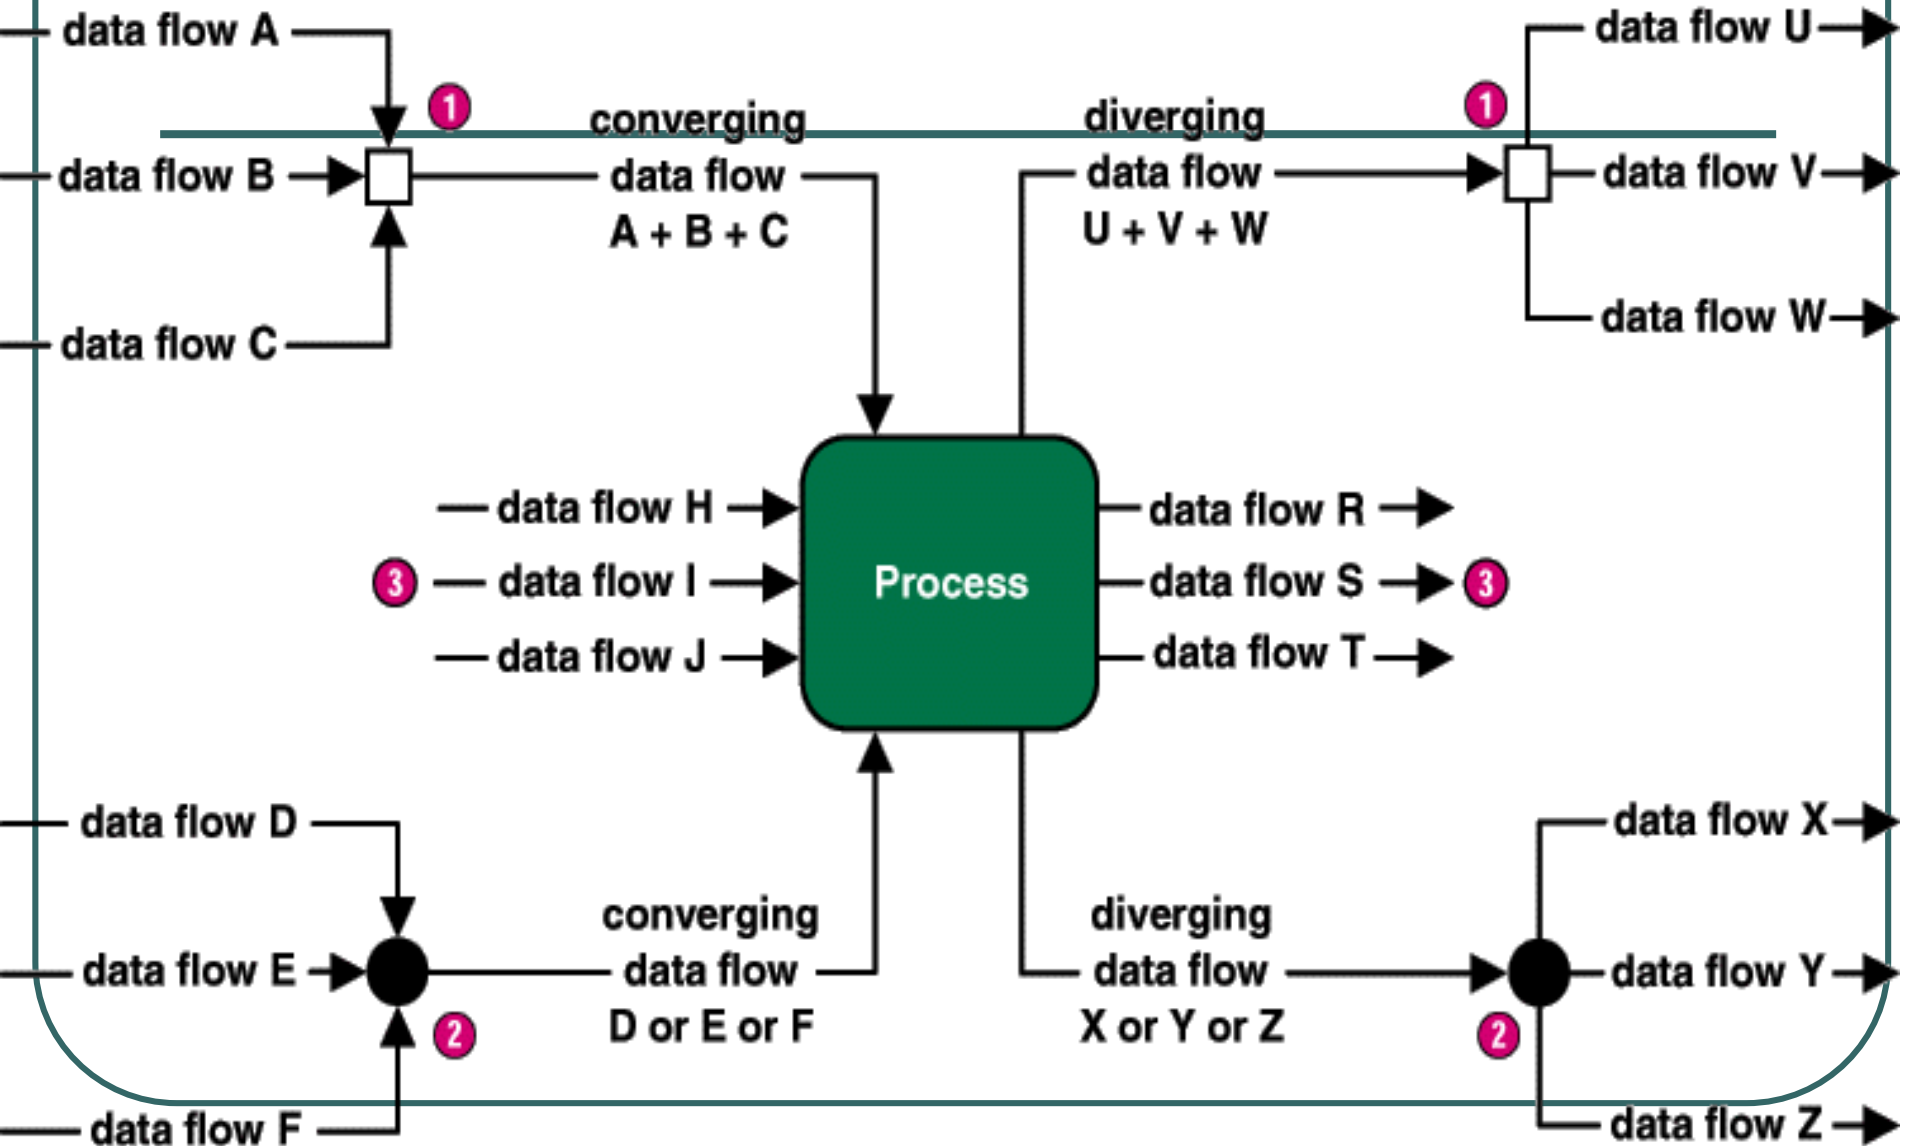 data flow A
data flow U
1
1
converging
diverging
data flow B
data flow
data flow
data flow V
A + B + C
U + V + W
data flow C
data flow W
data flow H
data flow R
3
data flow I
Process
data flow S
3
data flow J
data flow T
data flow D
data flow X
converging
diverging
data flow E
data flow
data flow
data flow Y
D or E or F
X or Y or Z
2
2
data flow F
data flow Z